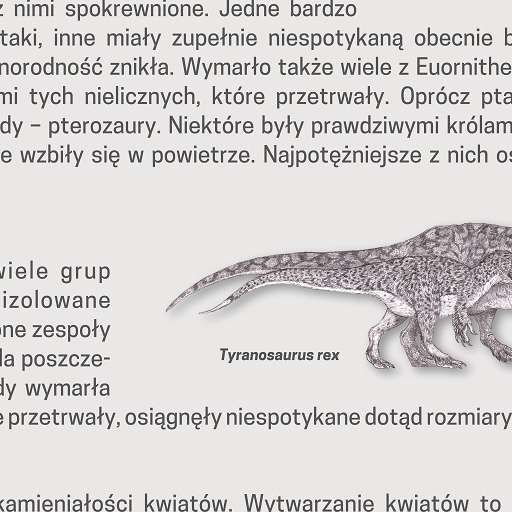 z nimi spokrewnione. Jedne bardzo
taki, inne miały zupełnie niespotykaną obecnie b
norodność znikła. Wymarło także wiele z Euornithe
mi tych nielicznych, które przetrwały. Oprócz pta
dy – pterozaury. Niektóre były prawdziwymi królam
e wzbiły się w powietrze. Najpotężniejsze z nich os
wiele grup
izolowane
one zespoły
la poszcze-
dy wymarła
Tyranosaurus rex
e przetrwały, osiągnęły niespotykane dotąd rozmiary
kamieniałości kwiatów. Wytwarzanie kwiatów to